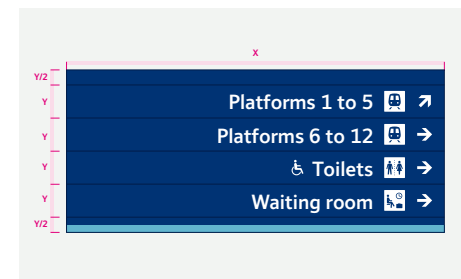 X
Y/2
Y Platforms 1 to 5
Y Platforms 6 to 12
Y Toilets
Y Waiting room
Y/2